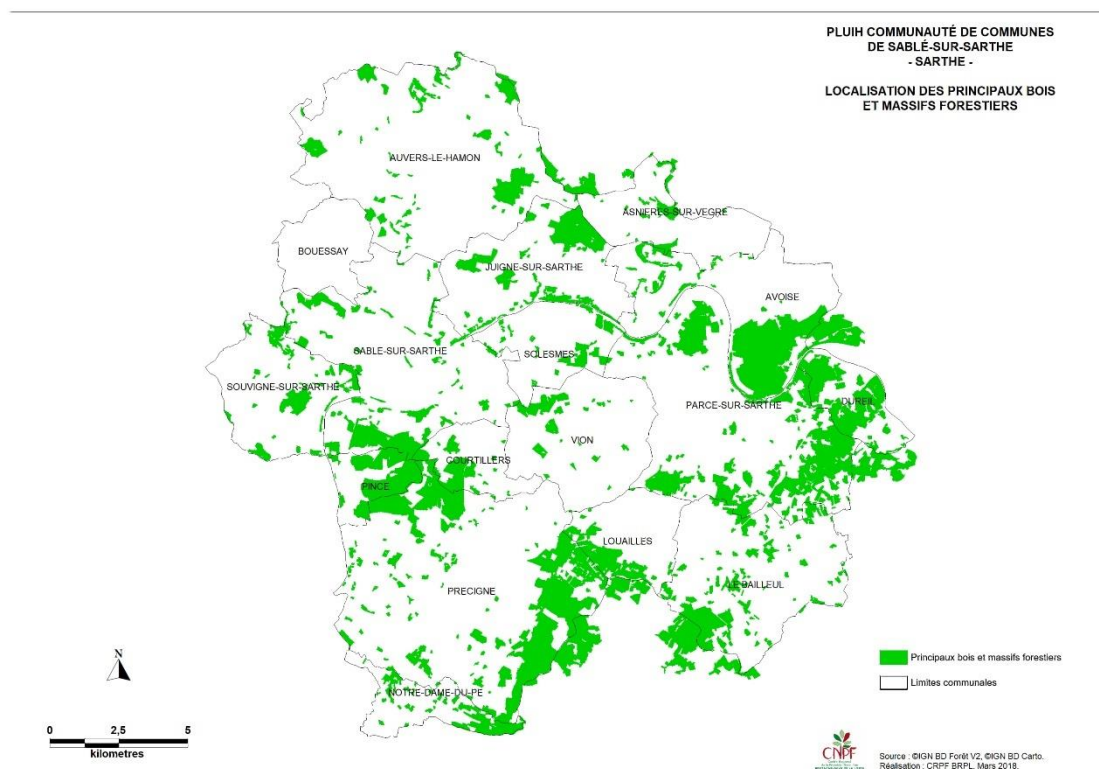 PLUIH COMMUNAUTÉ DE COMMUNES
DE SABLÉ-SUR-SARTHE
- SARTHE -
LOCALISATION DES PRINCIPAUX BOIS
ET MASSIFS FORESTIERS
AUVERS-LE-HAMON
ASNIERES-SUR-VEGRE
BOUESSAY
JUIGNE-SUR-SARTHE
AVOISE
SABLE-SUR-SARTHE
SOLESMES
SOUVIGNE-SUR-SARTHE
PARCE-SUR-SARTHE
DUREIL
VION
COURTILLERS
PINCE
LOUAILLES
PRECIGNE
LE BAILLEUL
NOTRE-DAME-DU-PE
N
0 2,5 5
kilometres
Principaux bois et massifs forestiers
Limites communales
CNPF
Source : ©IGN BD Forêt V2, ©IGN BD Carto.
Réalisation : CRPF BRPL, Mars 2018.